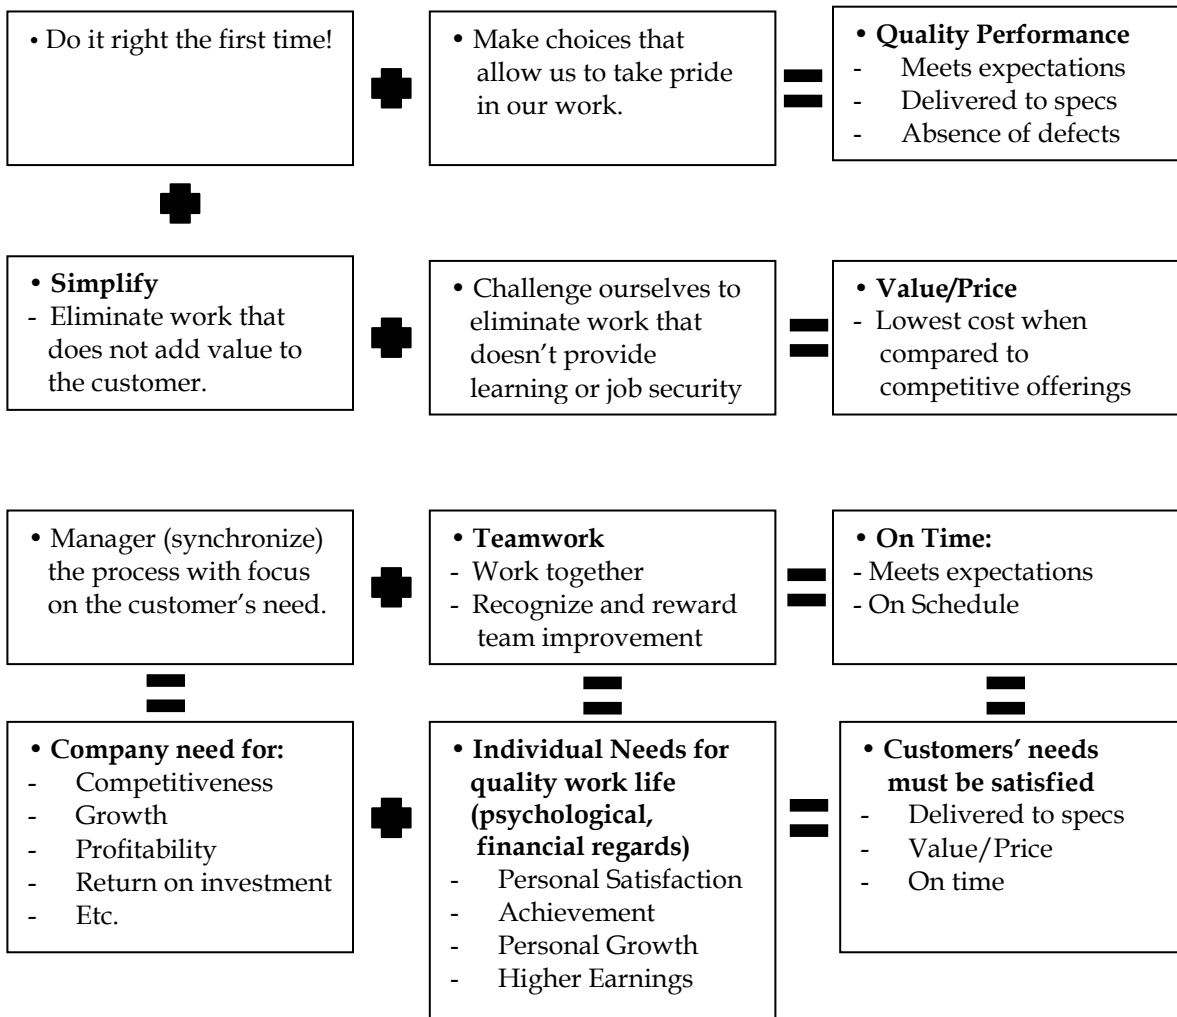 • Do it right the first time!
• Make choices that
allow us to take pride
in our work.
• Quality Performance
- Meets expectations
- Delivered to specs
- Absence of defects
• Simplify
- Eliminate work that
does not add value to
the customer.
• Challenge ourselves to
eliminate work that
doesn't provide
learning or job security
• Value/Price
- Lowest cost when
compared to
competitive offerings
• Manager (synchronize)
the process with focus
on the customer's need.
• Teamwork
- Work together
- Recognize and reward
team improvement
• On Time:
- Meets expectations
- On Schedule
• Company need for:
- Competitiveness
- Growth
- Profitability
- Return on investment
- Etc.
• Individual Needs for
quality work life
(psychological,
financial regards)
- Personal Satisfaction
- Achievement
- Personal Growth
- Higher Earnings
• Customers' needs
must be satisfied
- Delivered to specs
- Value/Price
- On time